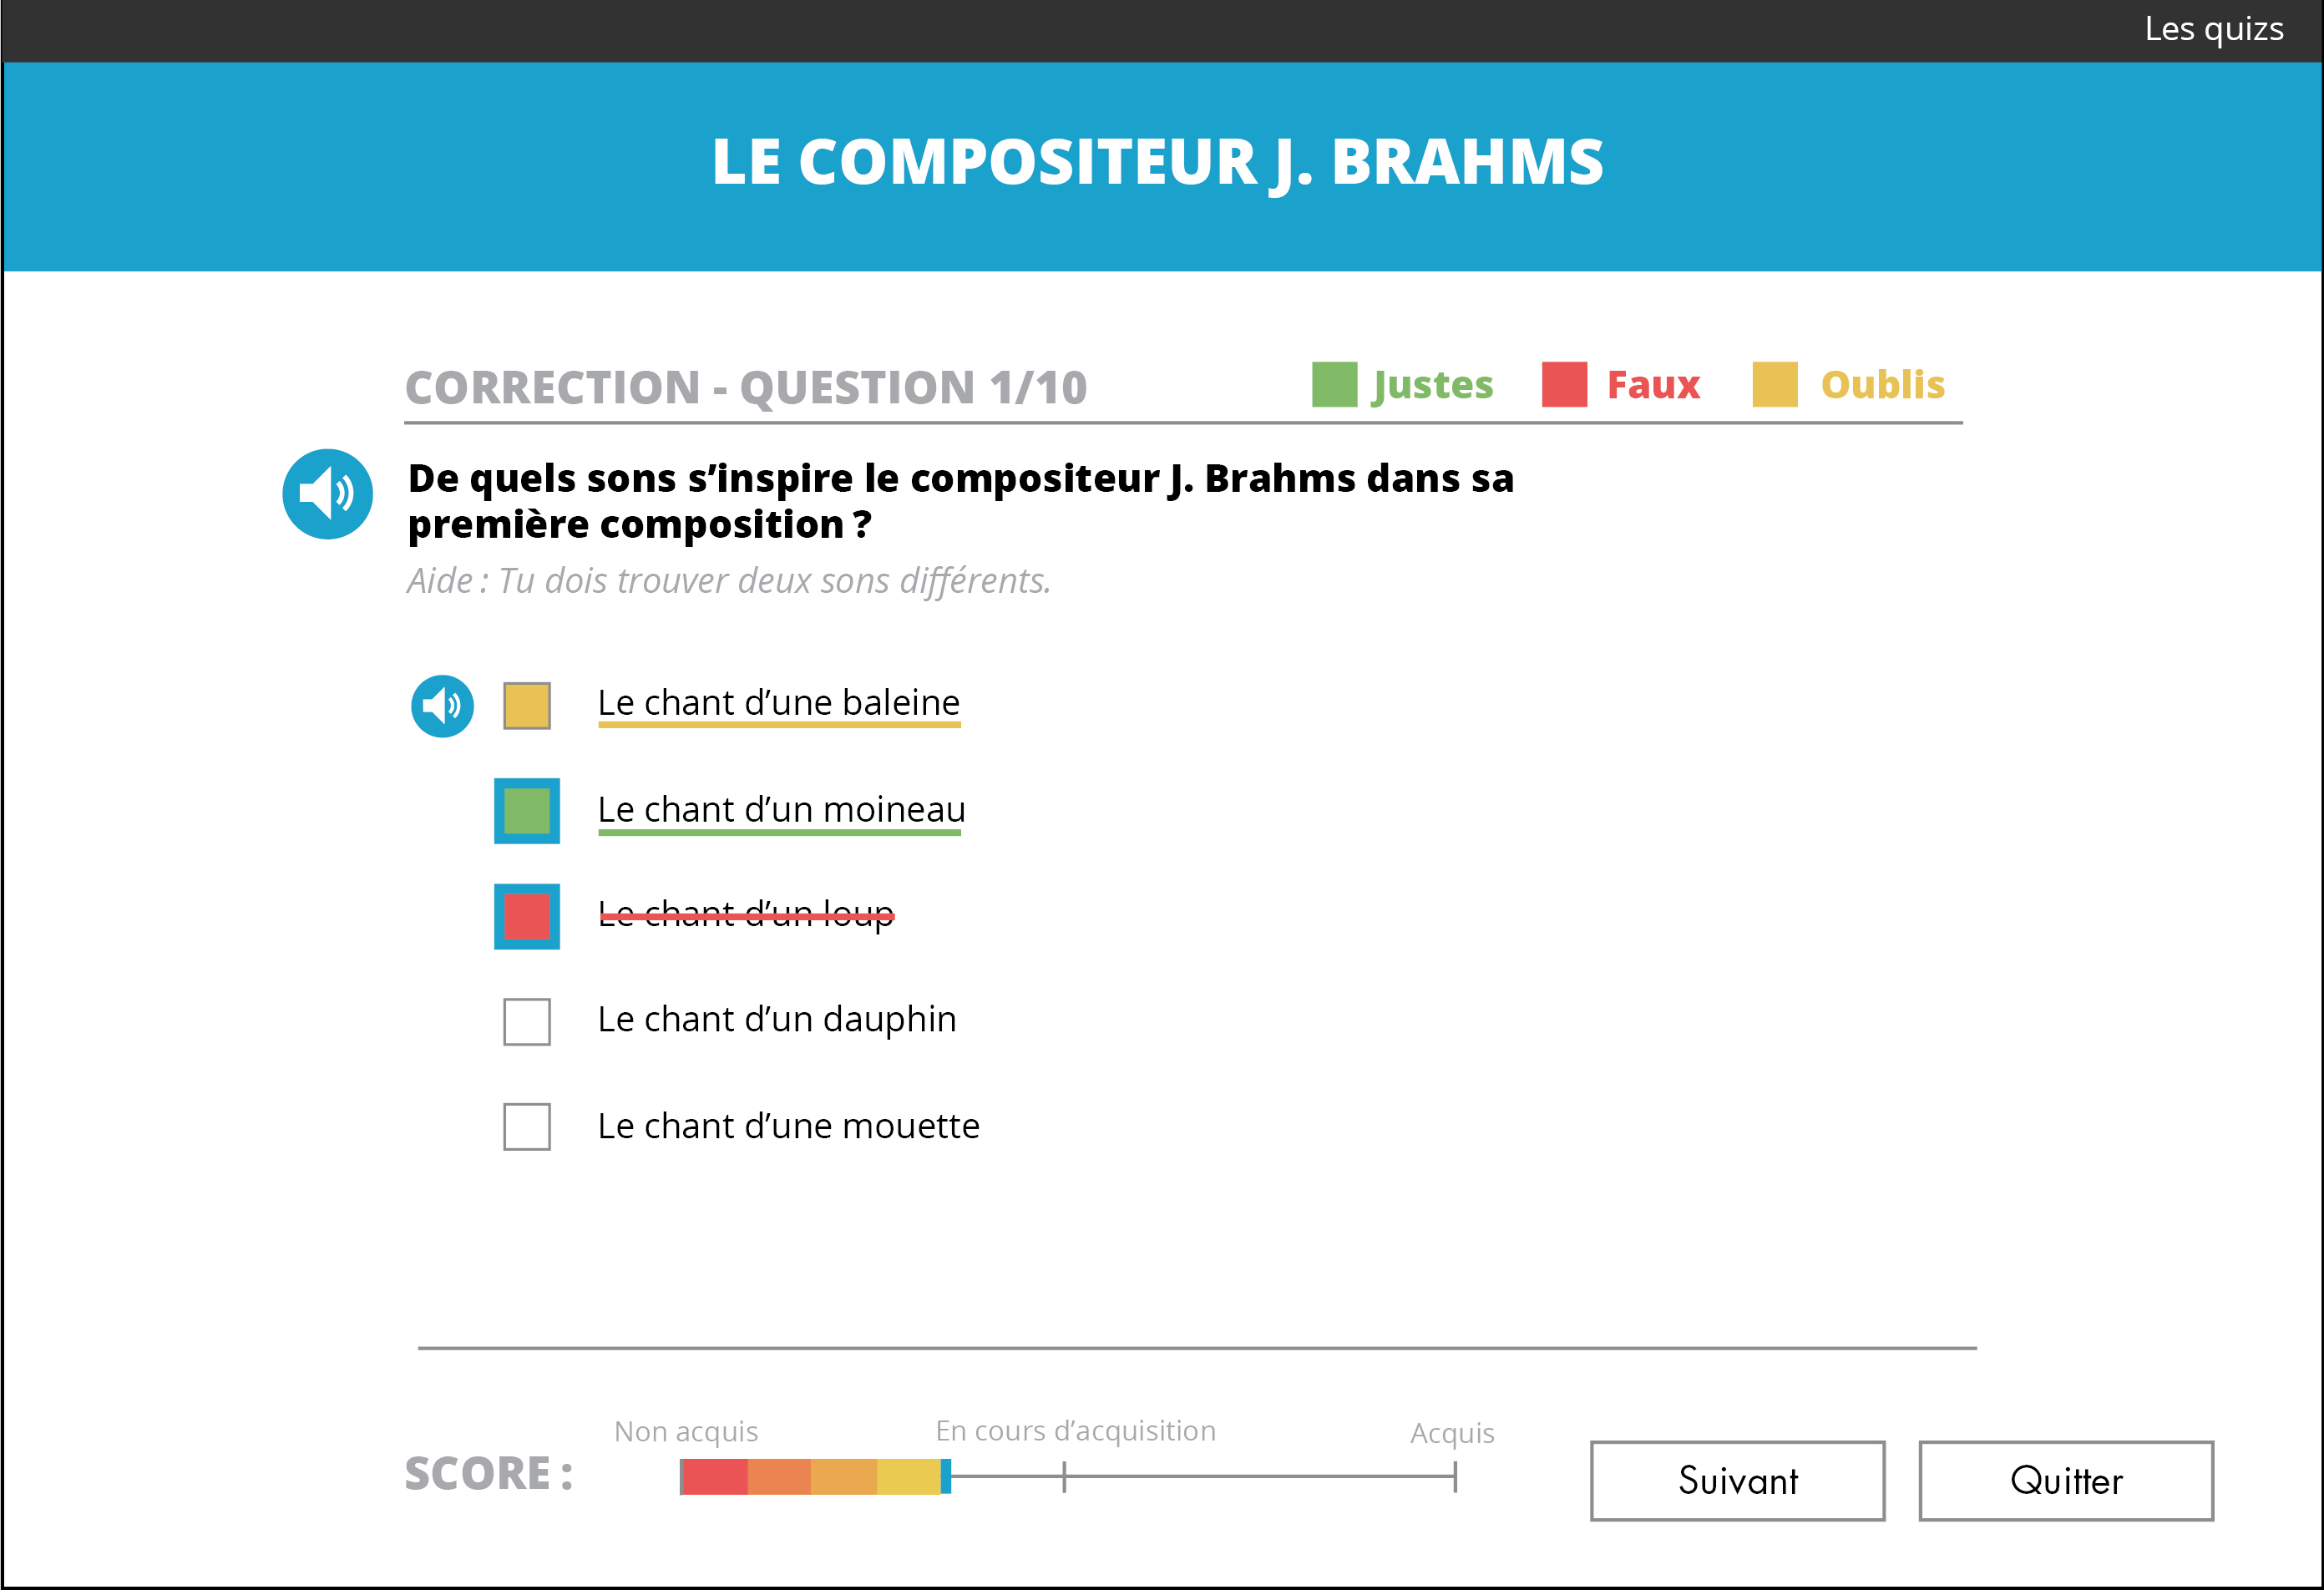 Les quizs
LE COMPOSITEUR J. BRAHMS
CORRECTION - QUESTION 1/10
Justes
Faux
Oublis
De quels sons s’inspire le compositeur J. Brahms dans sa
première composition ?
Aide : Tu dois trouver deux sons différents.
Le chant d’une baleine
Le chant d’un moineau
Le chant d’un loup
Le chant d’un dauphin
Le chant d’une mouette
Non acquis
En cours d’acquisition
Acquis
SCORE :
Suivant
Quitter